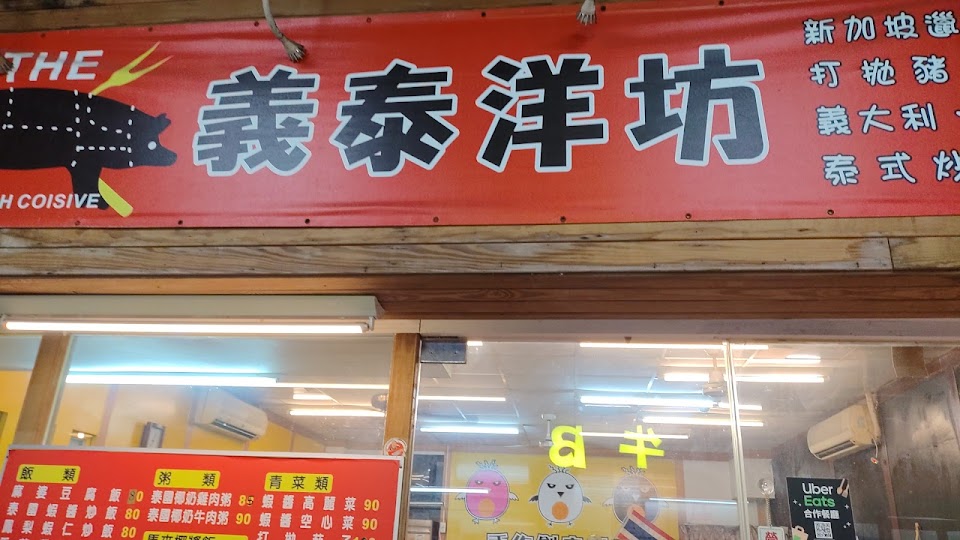 THE
H COISIVE
義泰洋坊
新加坡
打拋豬
義大利
泰式炒
飯類
麻婆豆腐飯 80
泰國蝦醬炒飯 80
鳳梨蝦仁炒飯 80
粥類
泰國椰奶雞肉粥 85
泰國椰奶牛肉粥 90
青菜類
蝦醬高麗菜 90
蝦醬空心菜 90
牛B
Uber
Eats
合作餐廳